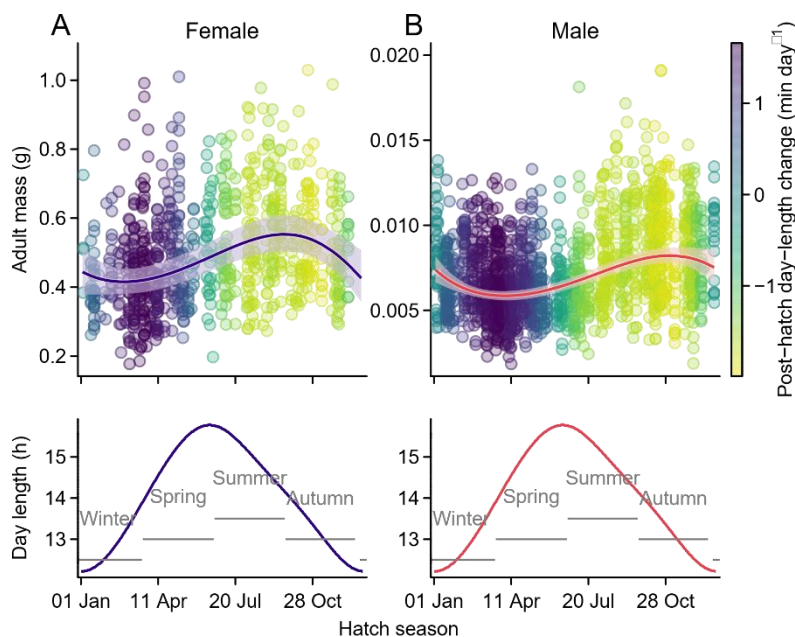 A Female
B Male
Adult mass (g)
1.0
0.8
0.6
0.4
0.2
0.020
0.015
0.010
0.005
Post-hatch day-length change (min day□1)
1
0
-1
Day length (h)
15
14
13
Winter
Spring
Summer
Autumn
15
14
13
Winter
Spring
Summer
Autumn
01 Jan 11 Apr 20 Jul 28 Oct
01 Jan 11 Apr 20 Jul 28 Oct
Hatch season